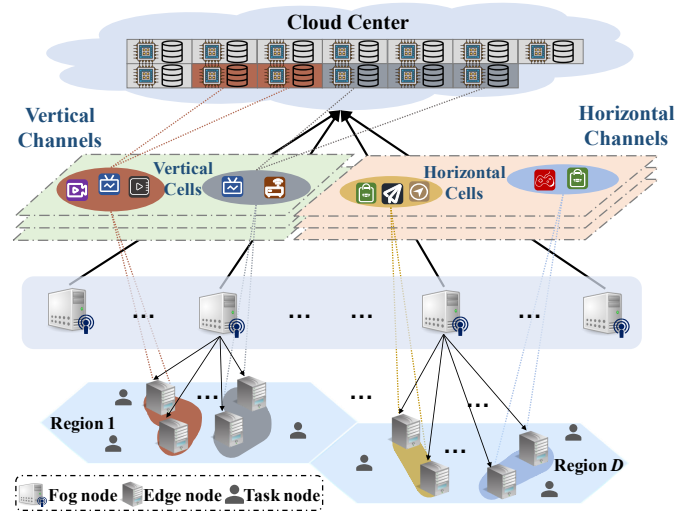 Cloud Center
Vertical
Channels
Horizontal
Channels
Vertical
Cells
Horizontal
Cells
... ... ... ...
... ... ...
Region 1
...
Region D
Fog node Edge node Task node